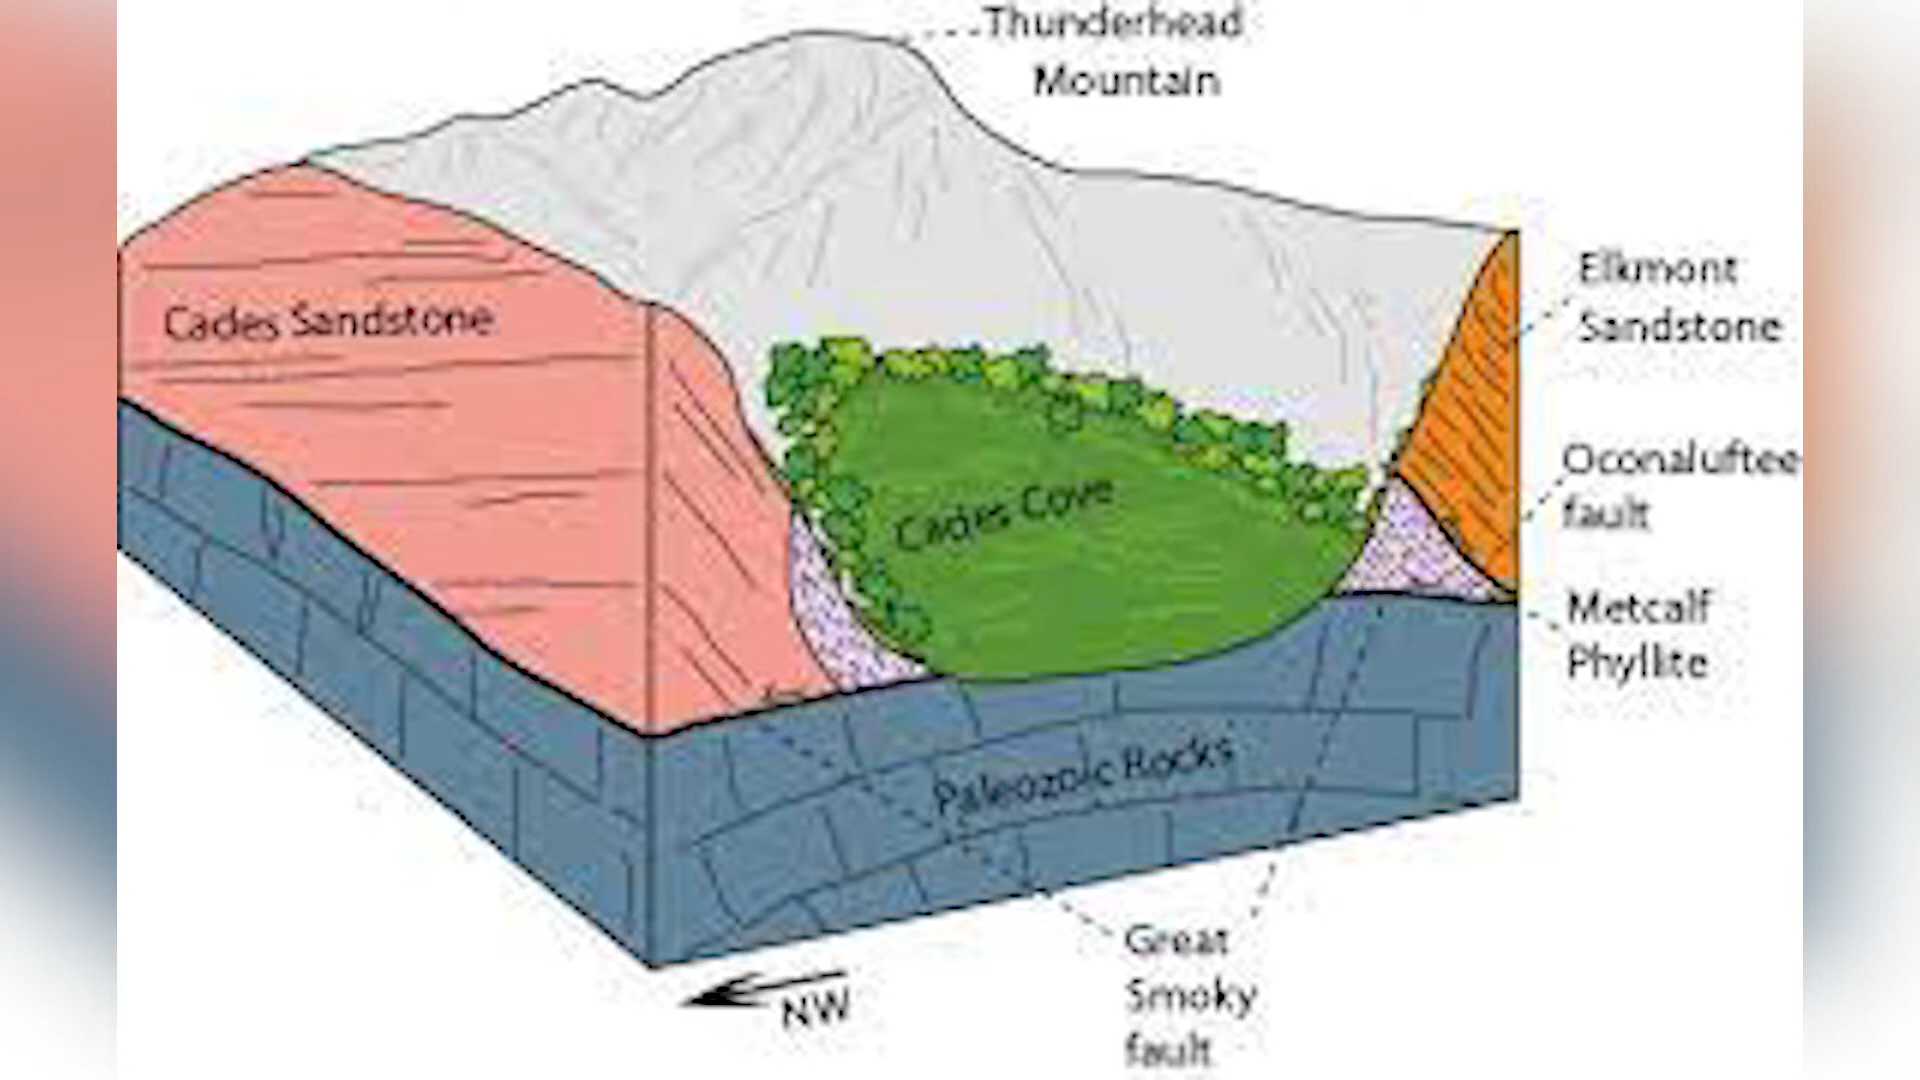 Thunderhead
Mountain
Elkmont
Sandstone
Cades Sandstone
Oconaluftee
fault
Cades Cove
Metcalf
Phyllite
Paleozoic Rocks
Great
Smoky
fault
NW